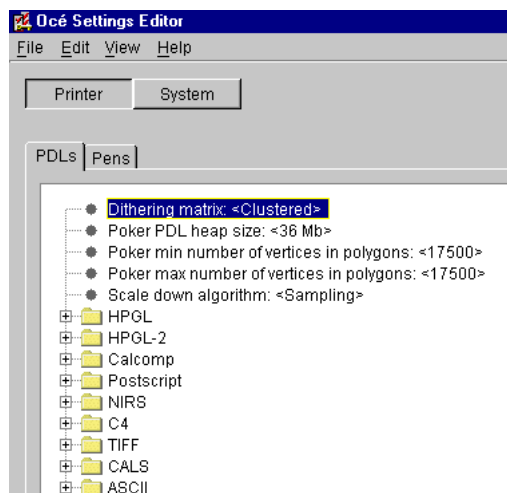 Océ Settings Editor
File Edit View Help
Printer System
PDLs Pens
Dithering matrix: <Clustered>
Poker PDL heap size: <36 Mb>
Poker min number of vertices in polygons: <17500>
Poker max number of vertices in polygons: <17500>
Scale down algorithm: <Sampling>
HPGL
HPGL-2
Calcomp
Postscript
NIRS
C4
TIFF
CALS
ASCII